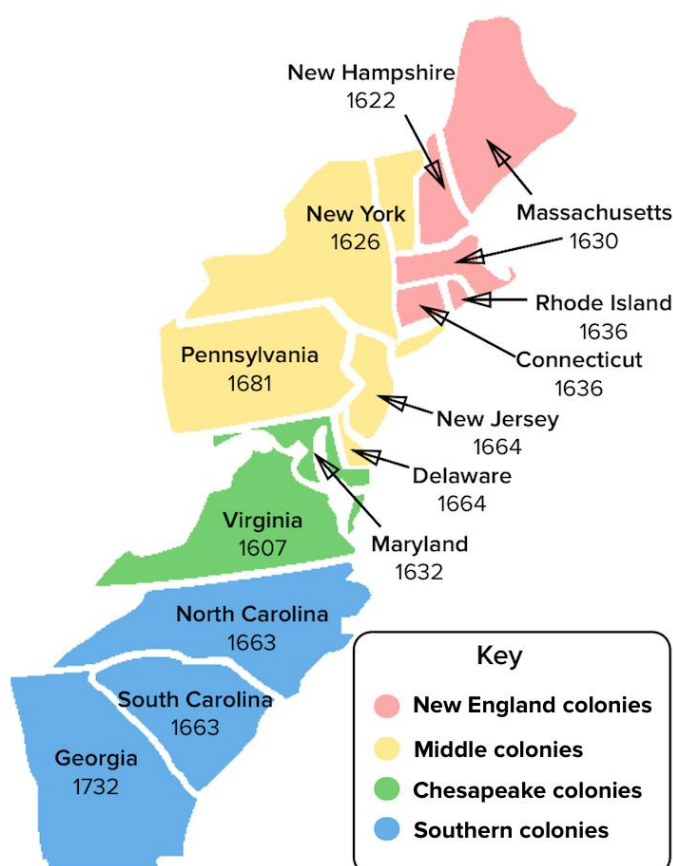 New Hampshire
1622
New York
1626
Massachusetts
1630
Rhode Island
1636
Connecticut
1636
Pennsylvania
1681
New Jersey
1664
Delaware
1664
Virginia
1607
Maryland
1632
North Carolina
1663
South Carolina
1663
Georgia
1732
Key
New England colonies
Middle colonies
Chesapeake colonies
Southern colonies